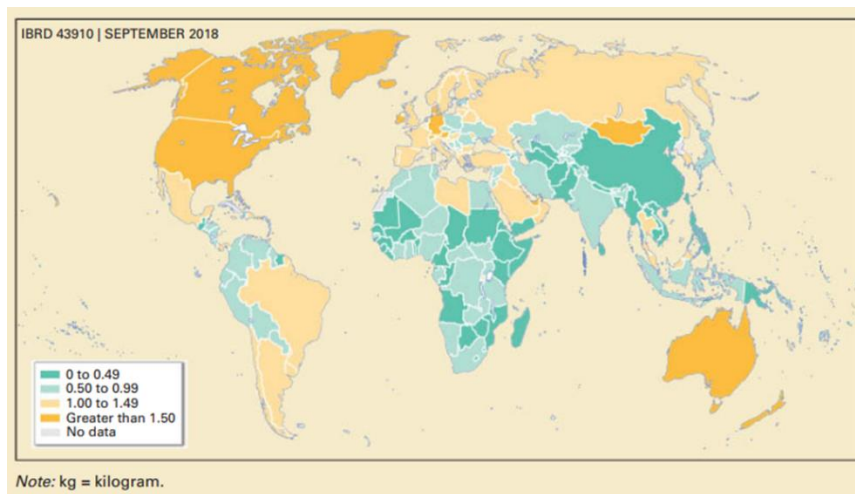 IBRD 43910 | SEPTEMBER 2018
0 to 0.49
0.50 to 0.99
1.00 to 1.49
Greater than 1.50
No data
Note: kg = kilogram.